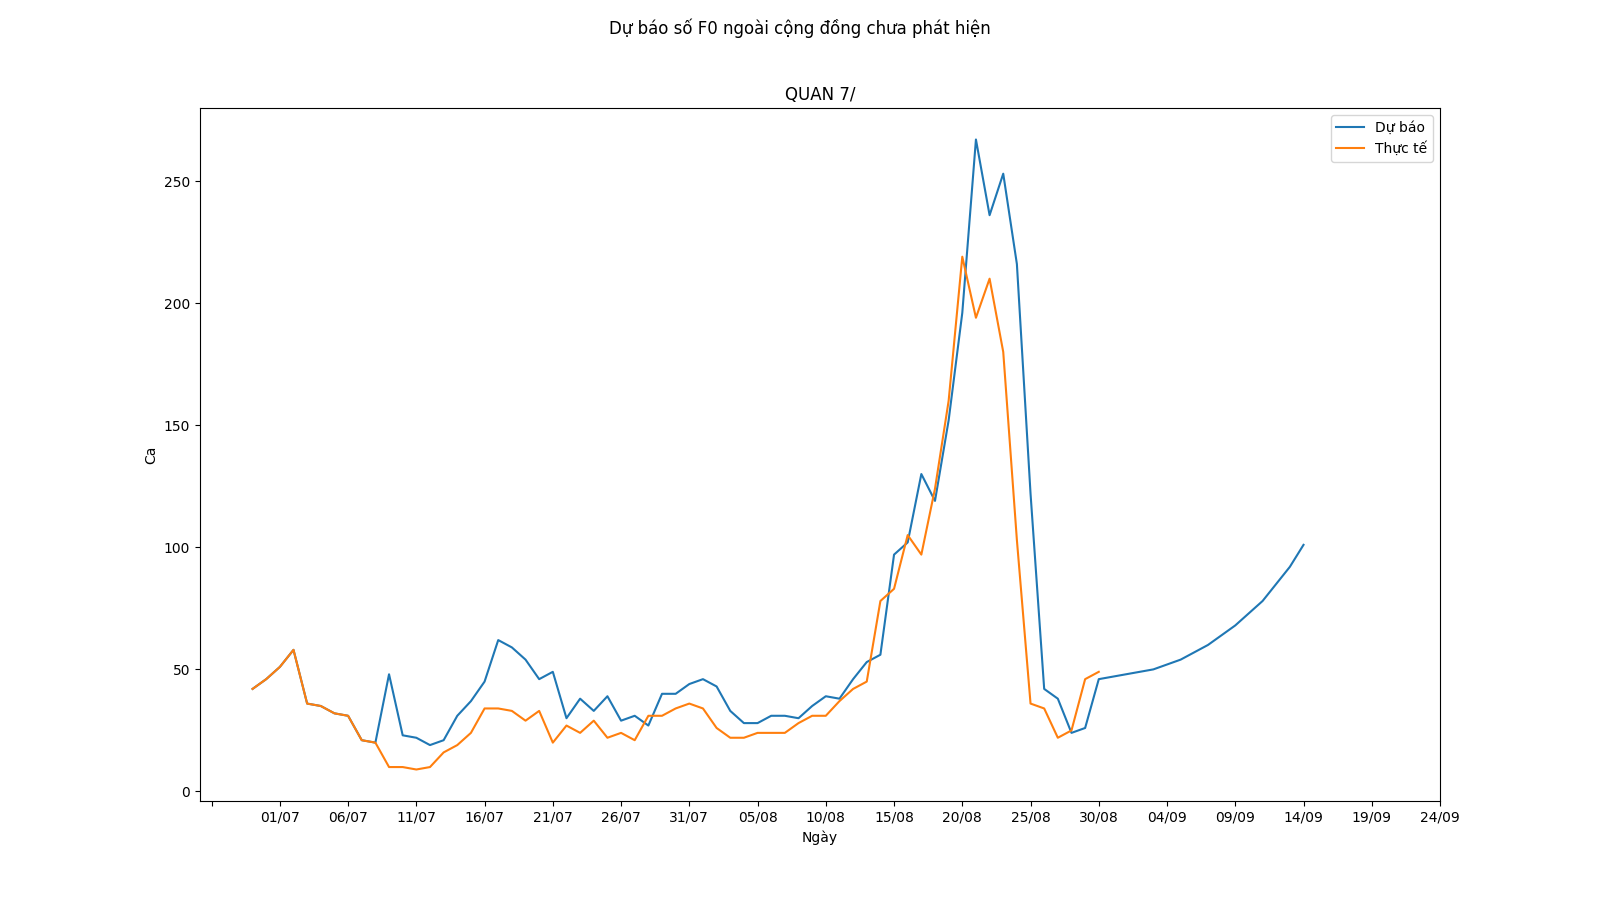 Dự báo số F0 ngoài cộng đồng chưa phát hiện
QUAN 7/
Dự báo
Thực tế
250
200
150
100
50
0
Ca
01/07 06/07 11/07 16/07 21/07 26/07 31/07 05/08 10/08 15/08 20/08 25/08 30/08 04/09 09/09 14/09 19/09 24/09
Ngày